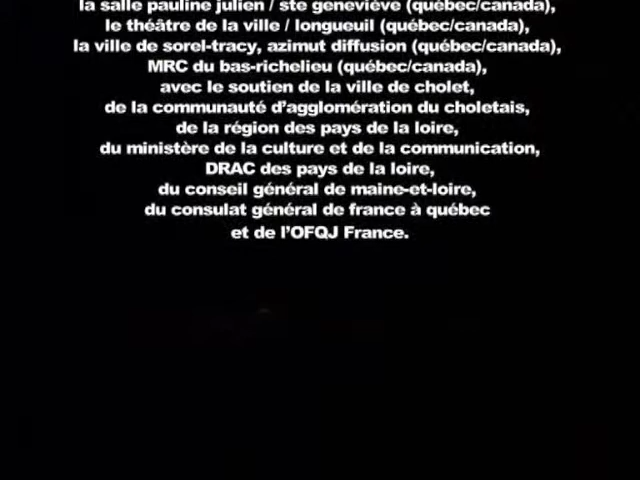 la salle pauline julien / ste geneviève (québec/canada),
le théâtre de la ville / longueuil (québec/canada),
la ville de sorel-tracy, azimut diffusion (québec/canada),
MRC du bas-richelieu (québec/canada),
avec le soutien de la ville de cholet,
de la communauté d'agglomération du choletais,
de la région des pays de la loire,
du ministère de la culture et de la communication,
DRAC des pays de la loire,
du conseil général de maine-et-loire,
du consulat général de france à québec
et de l'OFQJ France.